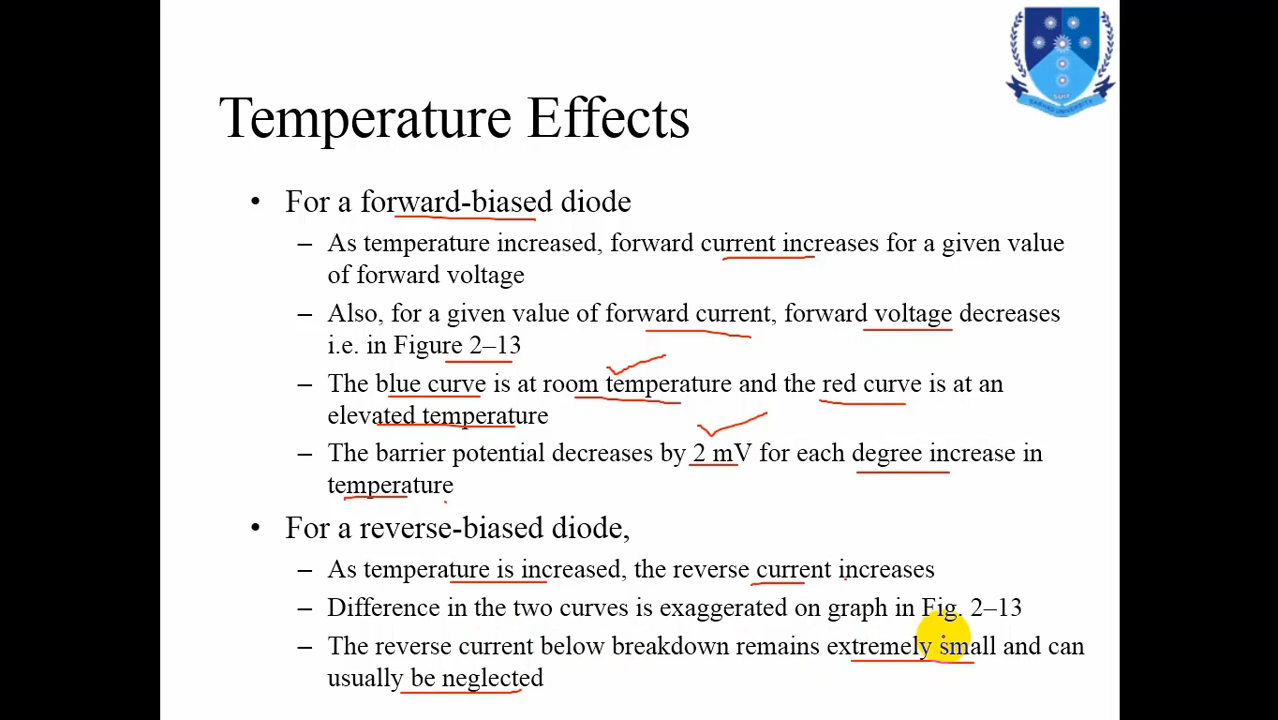 Temperature Effects
• For a forward-biased diode
– As temperature increased, forward current increases for a given value
of forward voltage
– Also, for a given value of forward current, forward voltage decreases
i.e. in Figure 2–13
– The blue curve is at room temperature and the red curve is at an
elevated temperature
– The barrier potential decreases by 2 mV for each degree increase in
temperature
• For a reverse-biased diode,
– As temperature is increased, the reverse current increases
– Difference in the two curves is exaggerated on graph in Fig. 2–13
– The reverse current below breakdown remains extremely small and can
usually be neglected